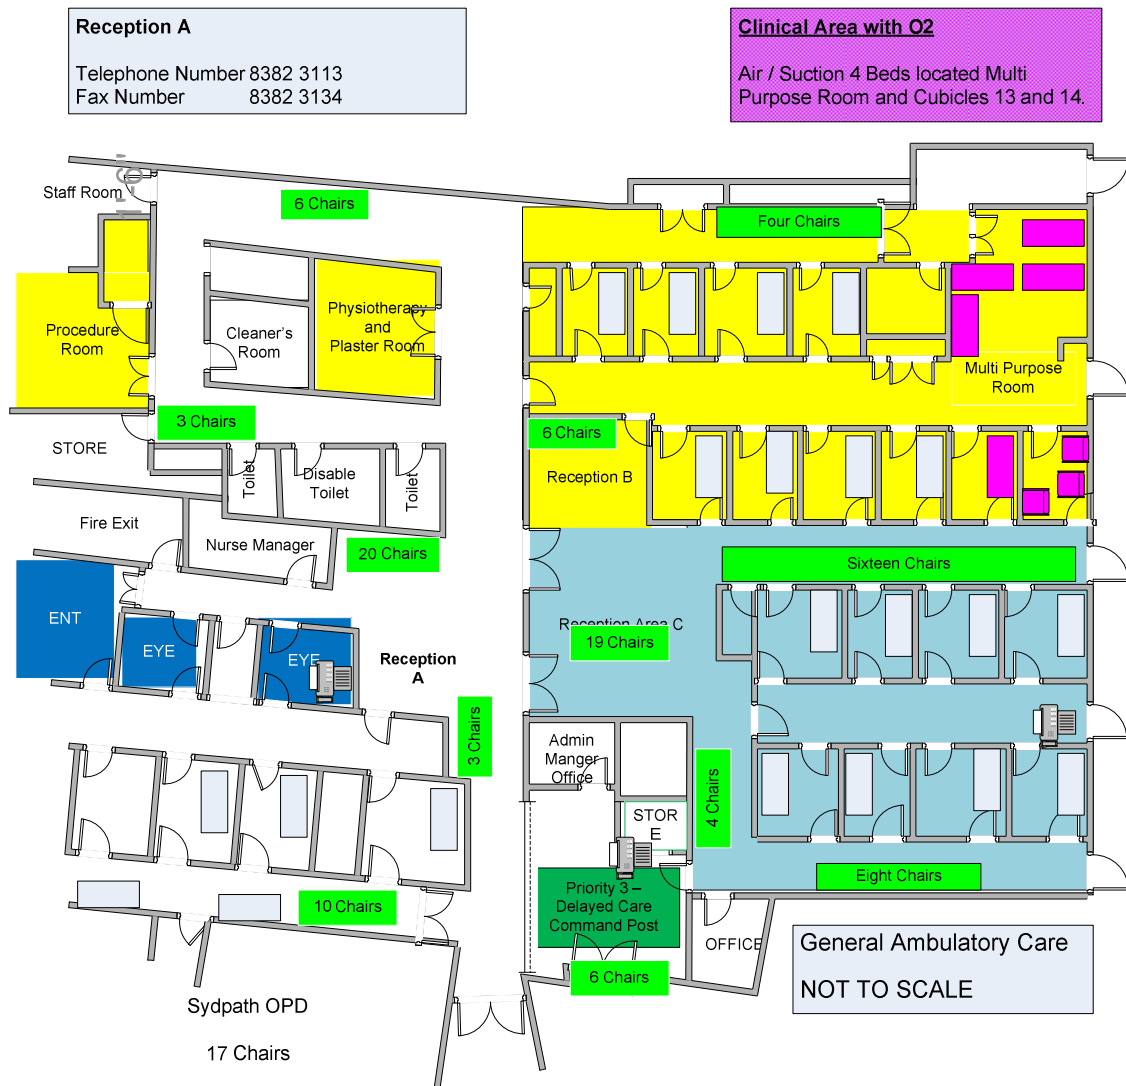 Reception A
Telephone Number 8382 3113
Fax Number 8382 3134
Clinical Area with O2
Air / Suction 4 Beds located Multi
Purpose Room and Cubicles 13 and 14.
Staff Room
6 Chairs
Four Chairs
Procedure
Room
Cleaner's
Room
Physiotherapy
and
Plaster Room
Multi Purpose
Room
3 Chairs
6 Chairs
STORE
Toilet
Disable
Toilet
Toilet
Reception B
Fire Exit
Nurse Manager
20 Chairs
Sixteen Chairs
ENT
EYE
EYE
Reception
A
Reception Area C
19 Chairs
3 Chairs
Admin
Manger
Office
4 Chairs
STOR
E
Eight Chairs
Priority 3 –
Delayed Care
Command Post
10 Chairs
OFFICE
6 Chairs
General Ambulatory Care
NOT TO SCALE
Sydpath OPD
17 Chairs